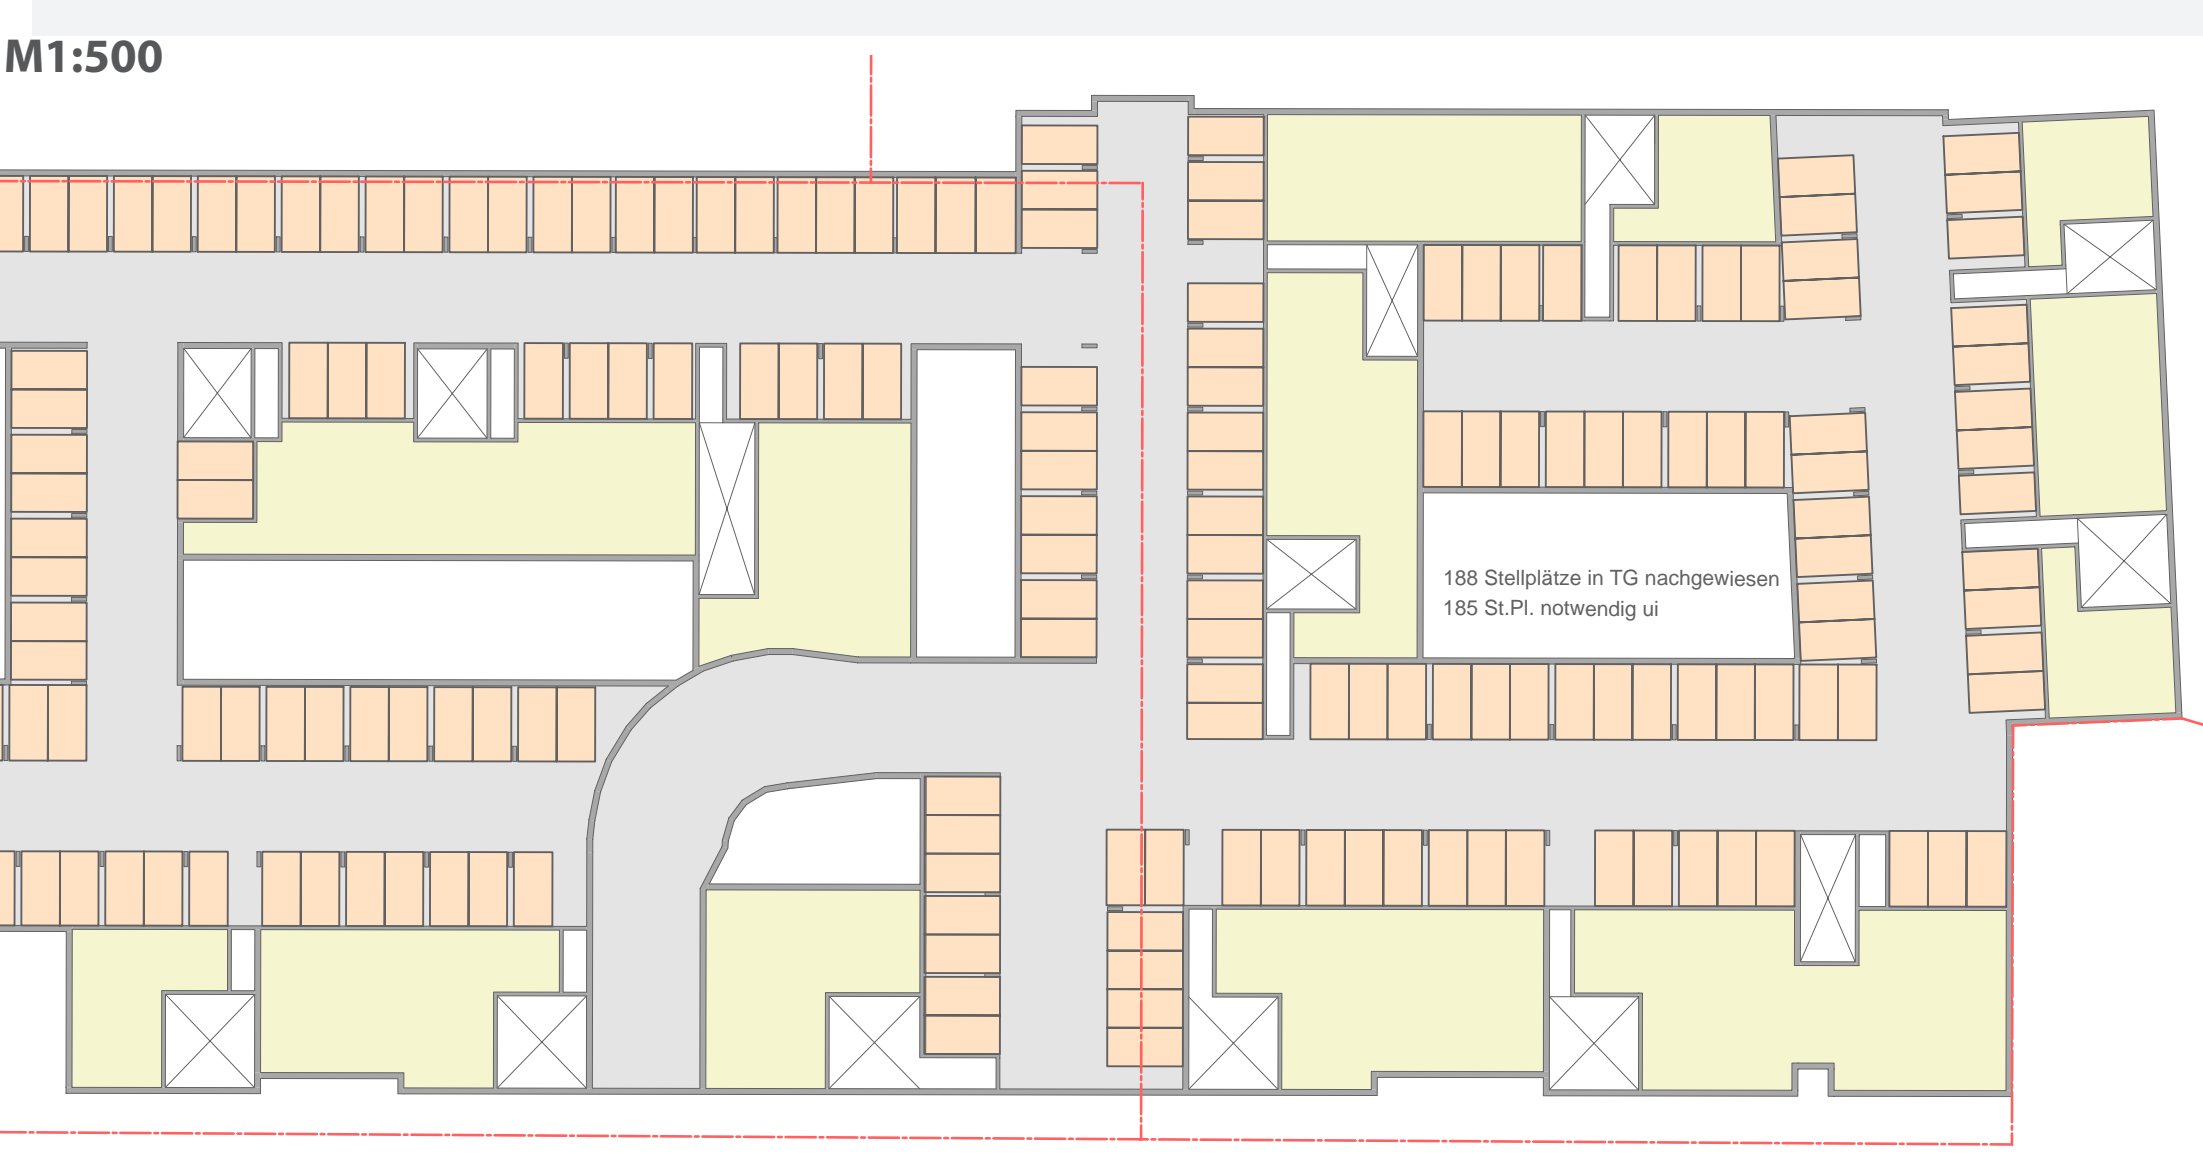 M1:500
188 Stellplätze in TG nachgewiesen
185 St.Pl. notwendig ui